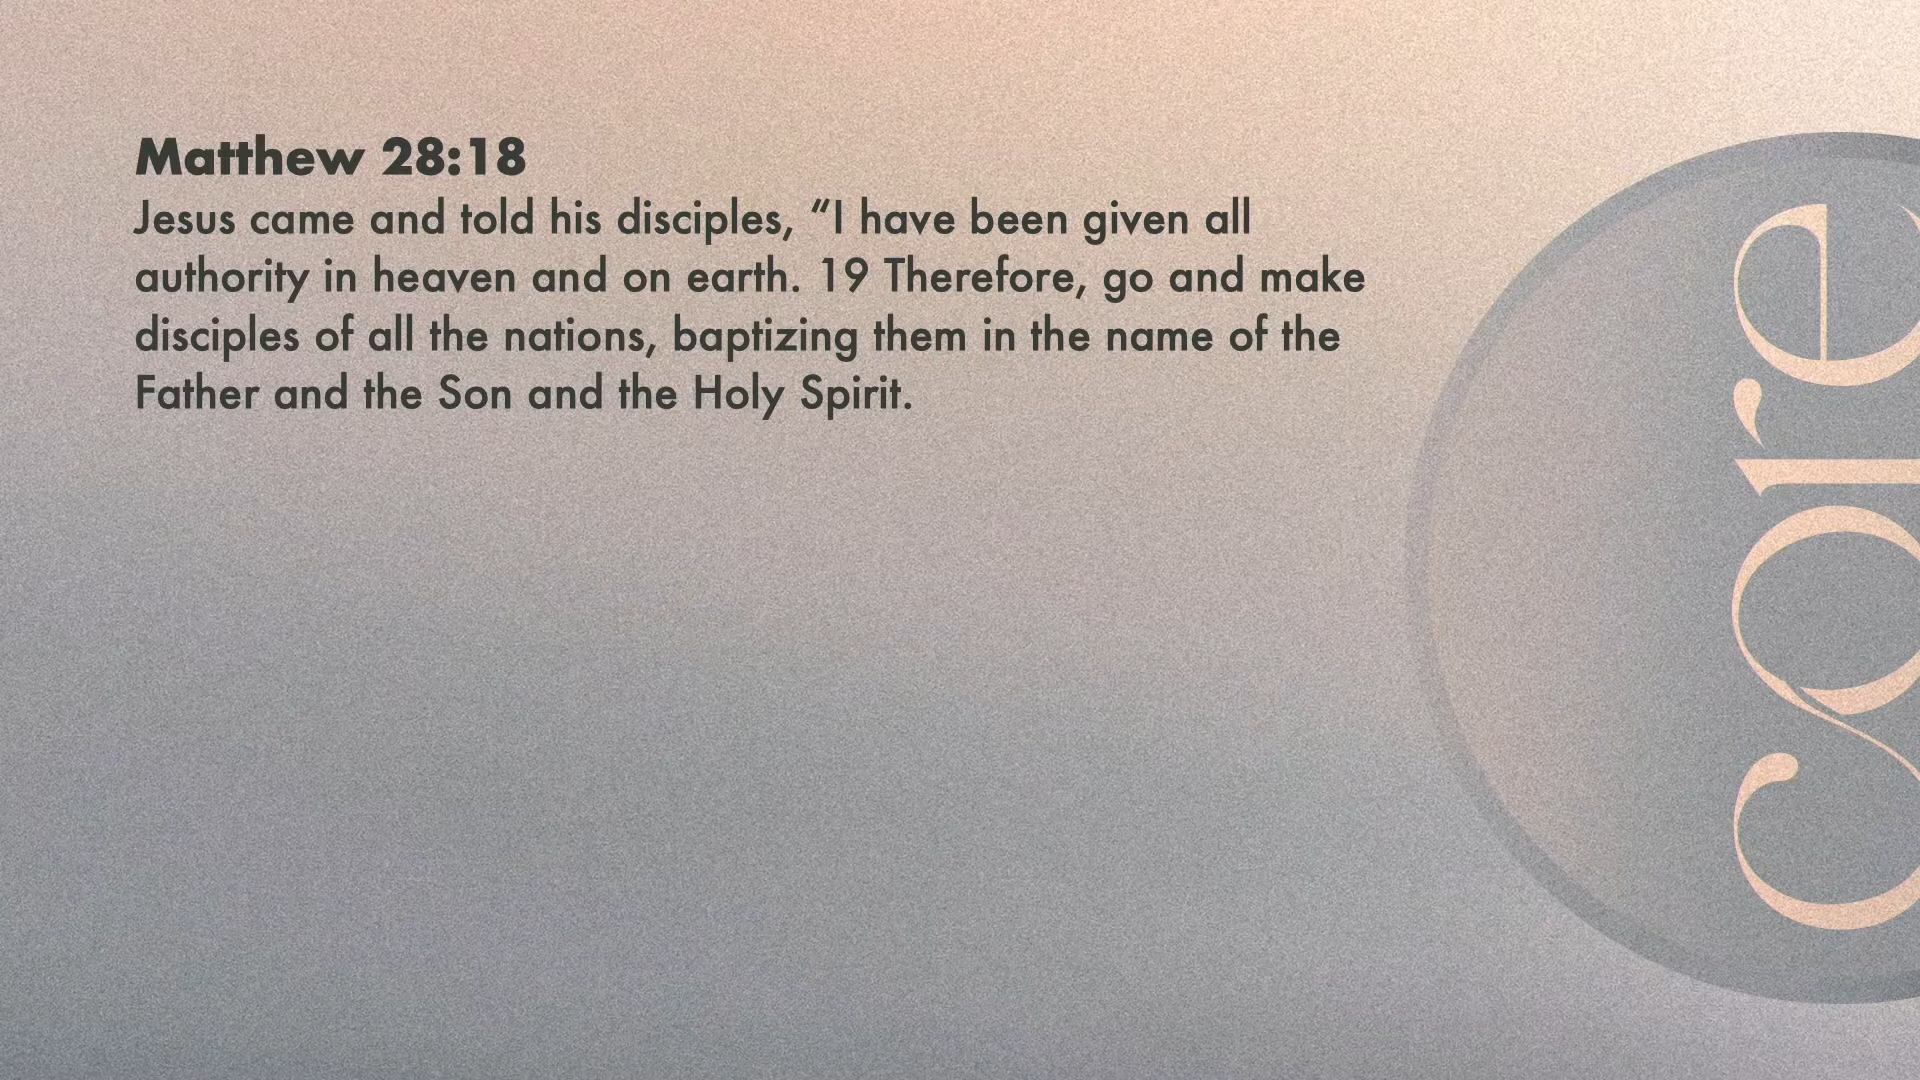 Matthew 28:18
Jesus came and told his disciples, “I have been given all
authority in heaven and on earth. 19 Therefore, go and make
disciples of all the nations, baptizing them in the name of the
Father and the Son and the Holy Spirit.
core